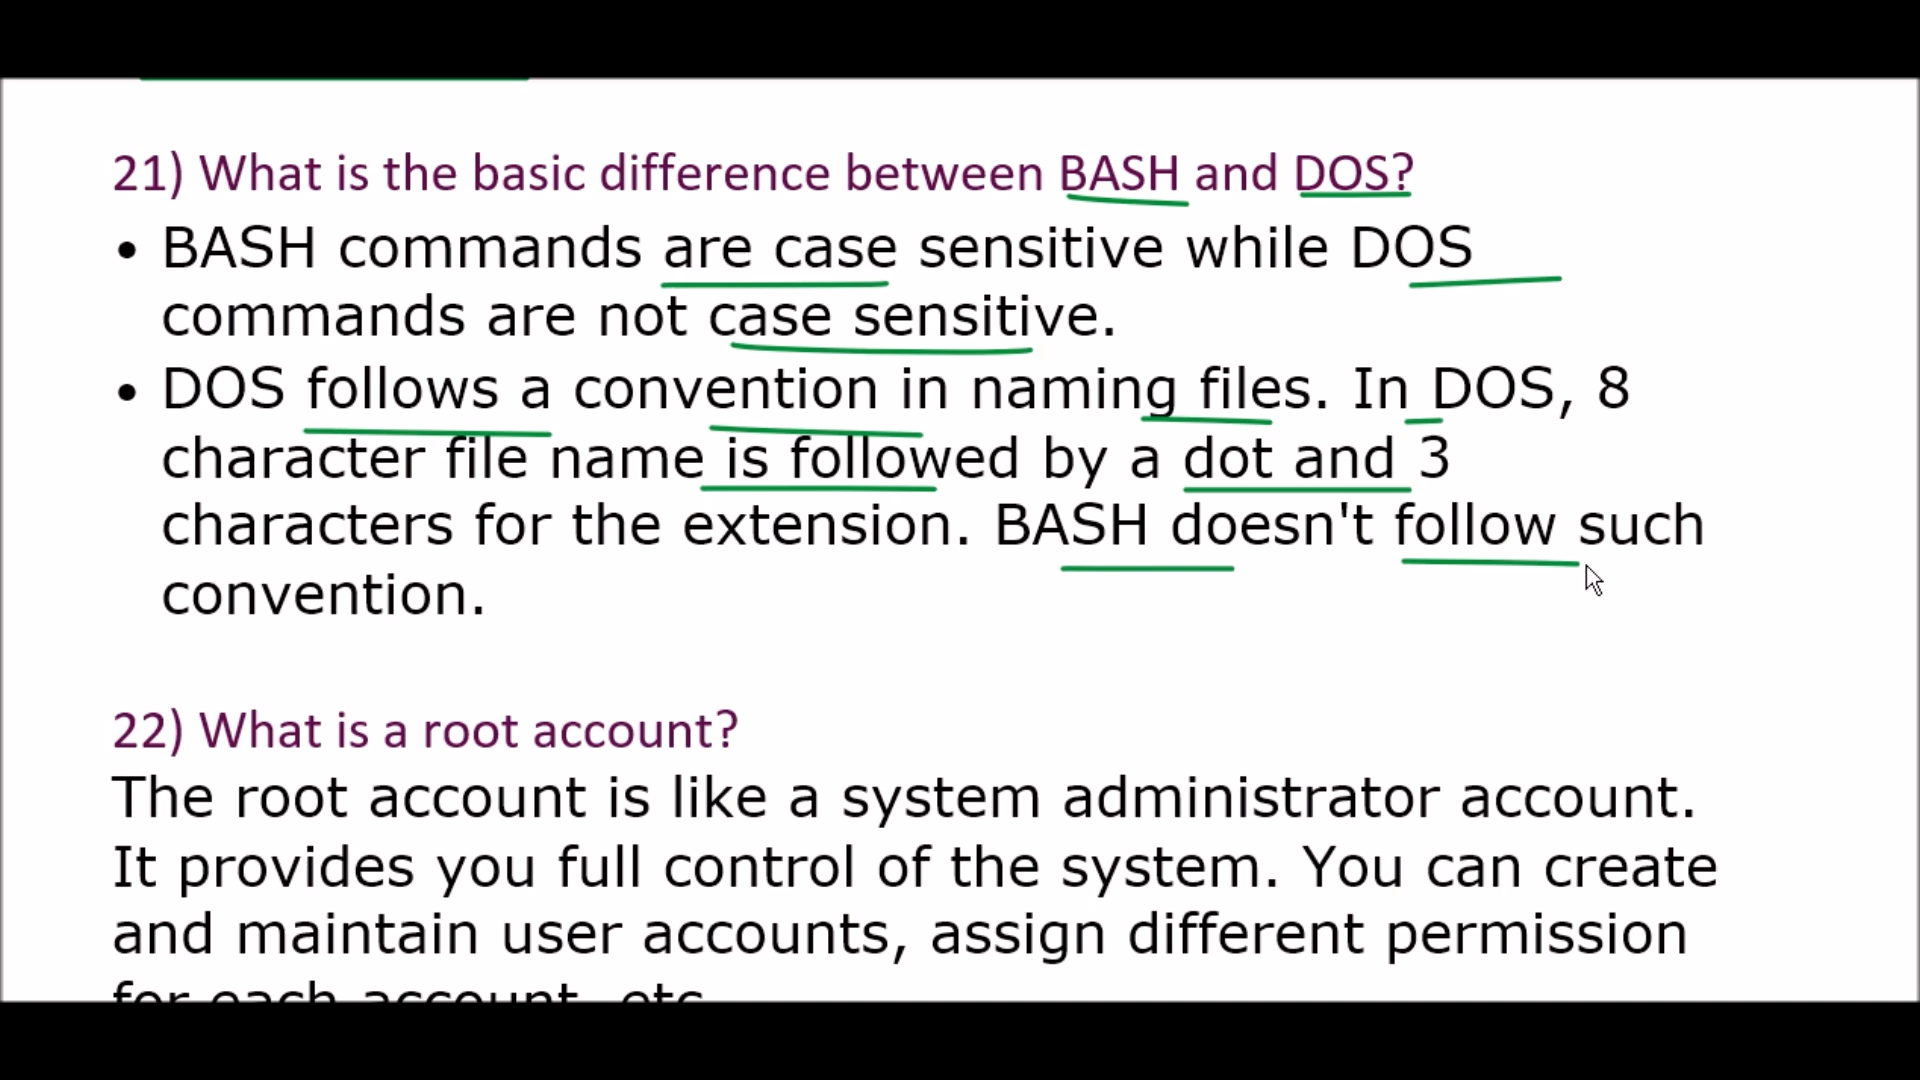 21) What is the basic difference between BASH and DOS?
• BASH commands are case sensitive while DOS
commands are not case sensitive.
• DOS follows a convention in naming files. In DOS, 8
character file name is followed by a dot and 3
characters for the extension. BASH doesn't follow such
convention.
22) What is a root account?
The root account is like a system administrator account.
It provides you full control of the system. You can create
and maintain user accounts, assign different permission
for each account, etc